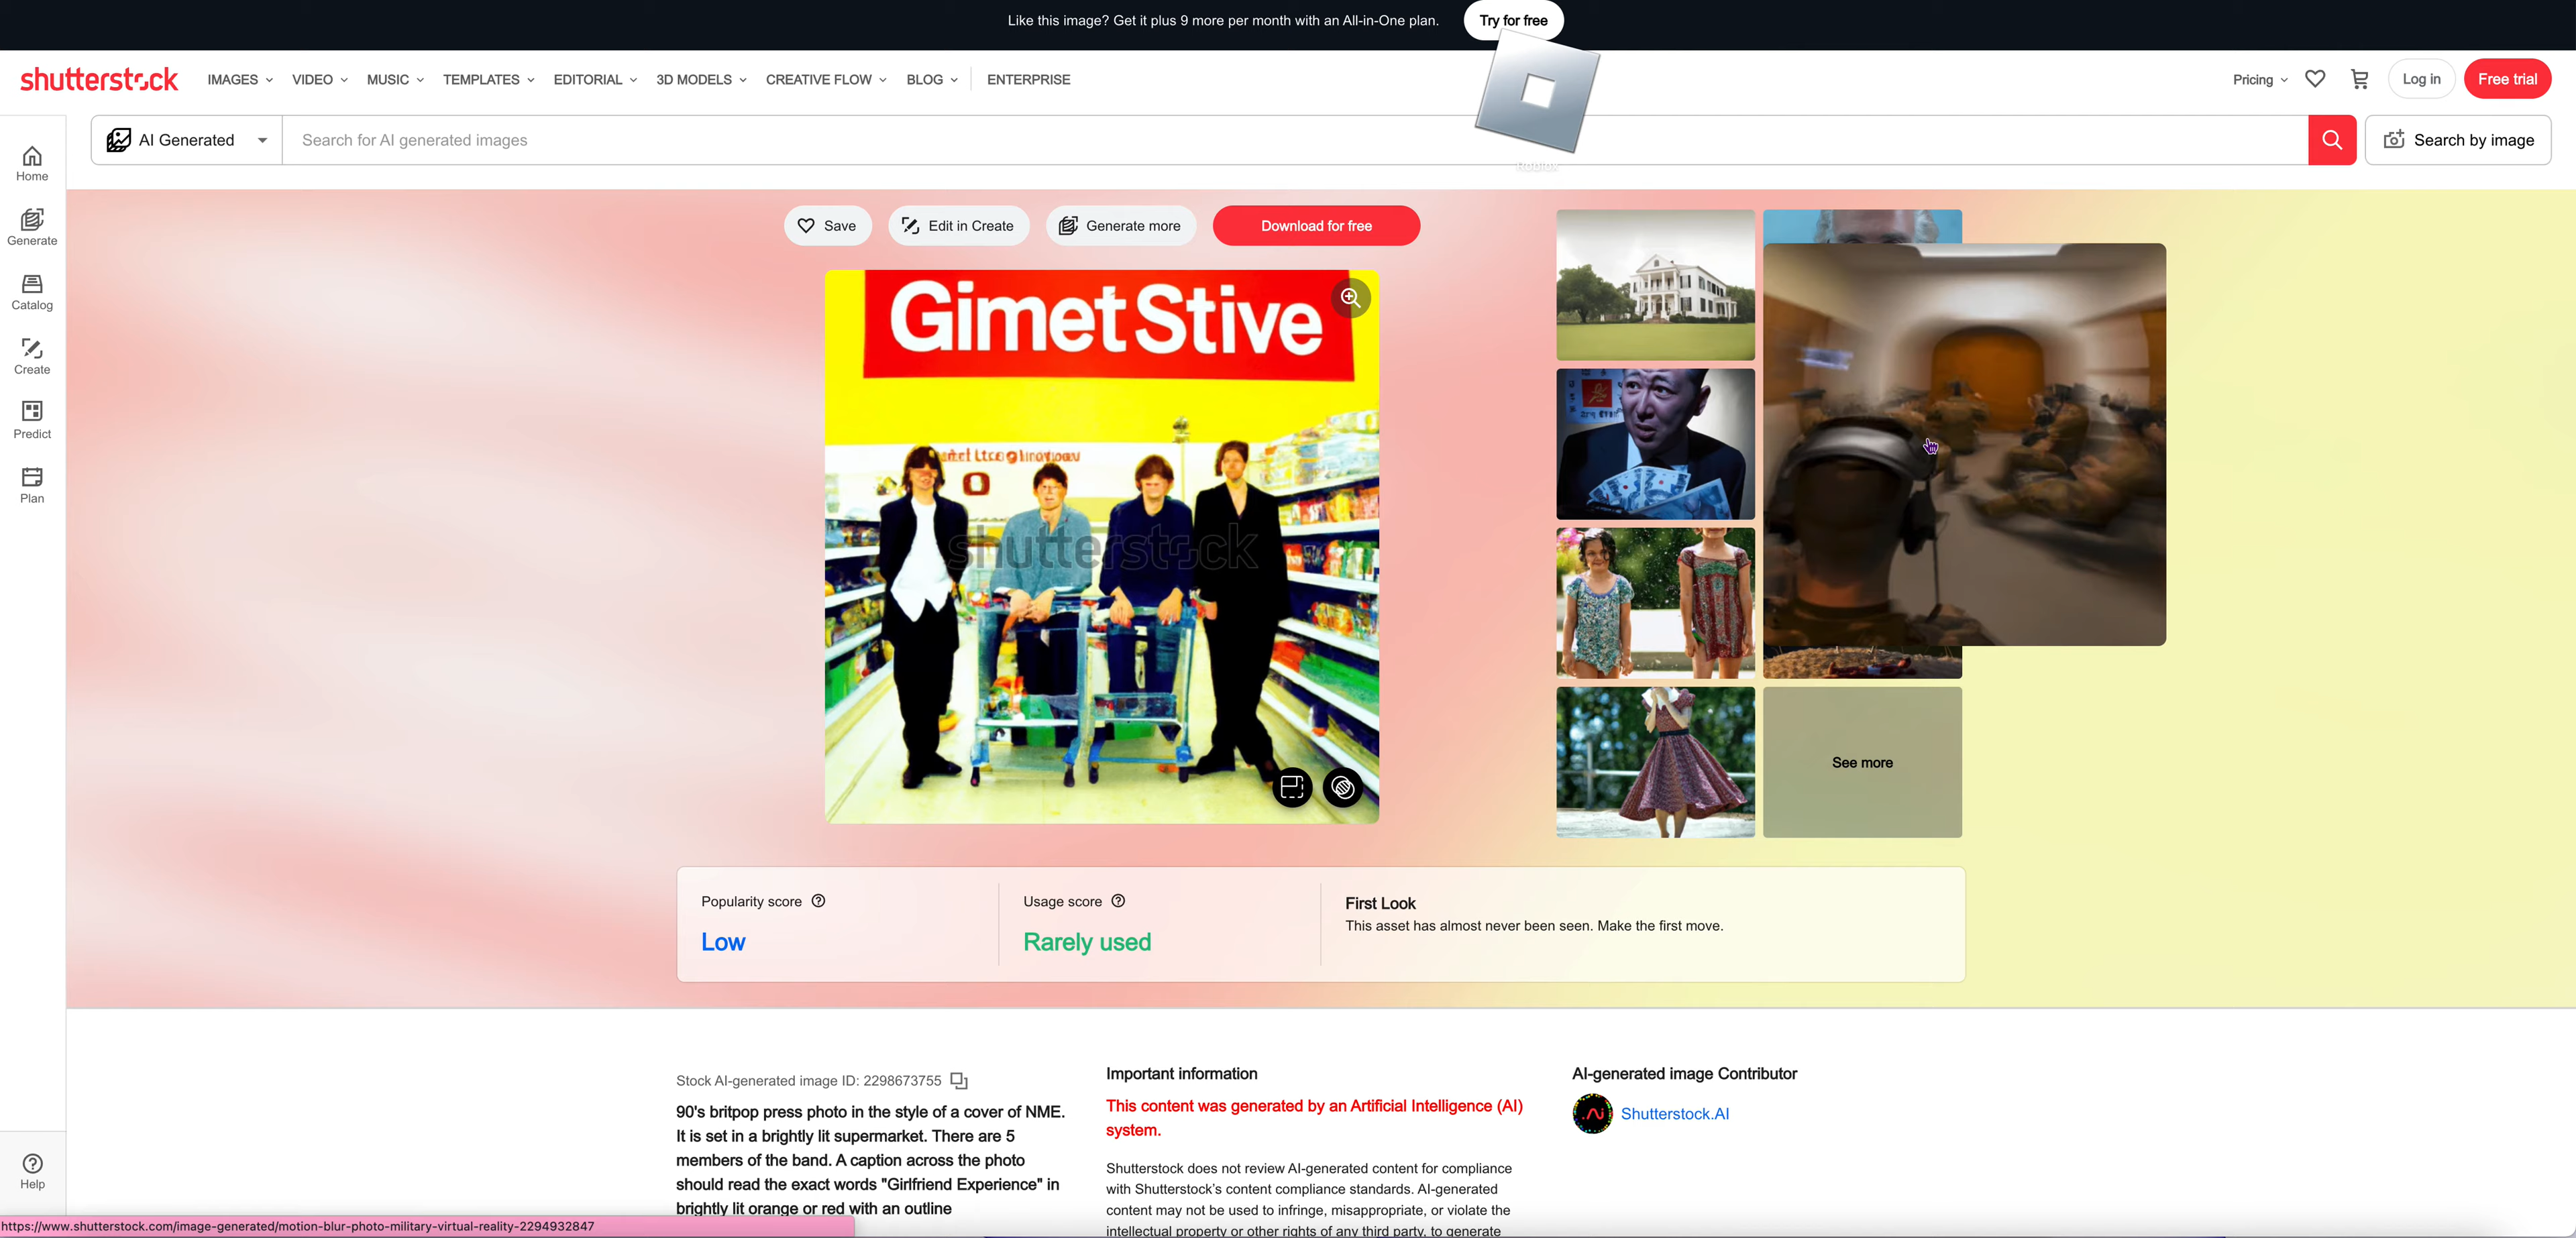 Like this image? Get it plus 9 more per month with an All-in-One plan. Try for free
shutterstock IMAGES VIDEO MUSIC TEMPLATES EDITORIAL 3D MODELS CREATIVE FLOW BLOG ENTERPRISE Pricing Log in Free trial
AI Generated Search for AI generated images Search by image
Roblox
Home
Generate
Catalog
Create
Predict
Plan
Help
Save Edit in Create Generate more Download for free
Gimet Stive
shutterstock
See more
Popularity score
Low
Usage score
Rarely used
First Look
This asset has almost never been seen. Make the first move.
Stock AI-generated image ID: 2298673755
90's britpop press photo in the style of a cover of NME.
It is set in a brightly lit supermarket. There are 5
members of the band. A caption across the photo
should read the exact words "Girlfriend Experience" in
brightly lit orange or red with an outline
Important information
This content was generated by an Artificial Intelligence (AI)
system.
Shutterstock does not review AI-generated content for compliance
with Shutterstock's content compliance standards. AI-generated
content may not be used to infringe, misappropriate, or violate the
intellectual property or other rights of any third party, to generate
AI-generated image Contributor
Shutterstock.AI
https://www.shutterstock.com/image-generated/motion-blur-photo-military-virtual-reality-2294932847